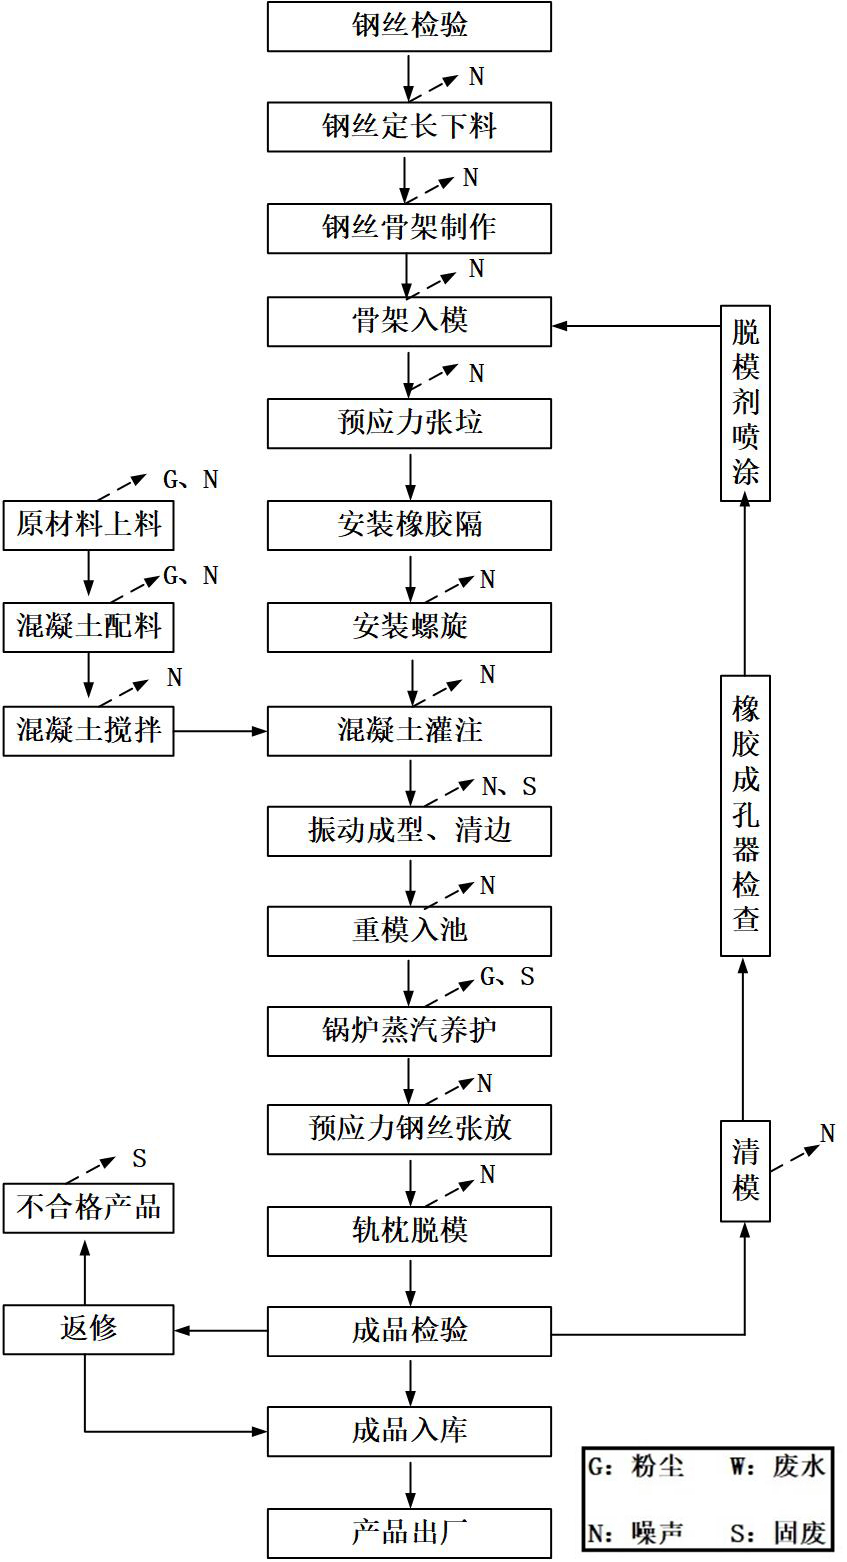 钢丝检验
N
钢丝定长下料
N
钢丝骨架制作
N
骨架入模
脱模剂喷涂
N
预应力张垃
G、N
原材料上料
安装橡胶隔
G、N
N
混凝土配料
安装螺旋
N
N
混凝土搅拌
混凝土灌注
橡胶成孔器检查
N、S
振动成型、清边
N
重模入池
G、S
锅炉蒸汽养护
N
预应力钢丝张放
清模
N
S
N
不合格产品
轨枕脱模
返修
成品检验
成品入库
G：粉尘 W：废水
N：噪声 S：固废
产品出厂